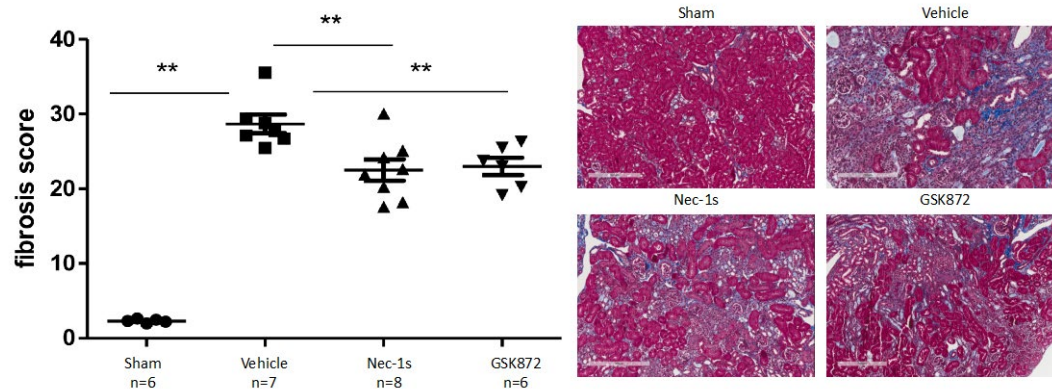 Sham
Vehicle
**
40
**
**
30
20
10
0
fibrosis score
Nec-1s
GSK872
Sham
Vehicle
Nec-1s
GSK872
n=6
n=7
n=8
n=6